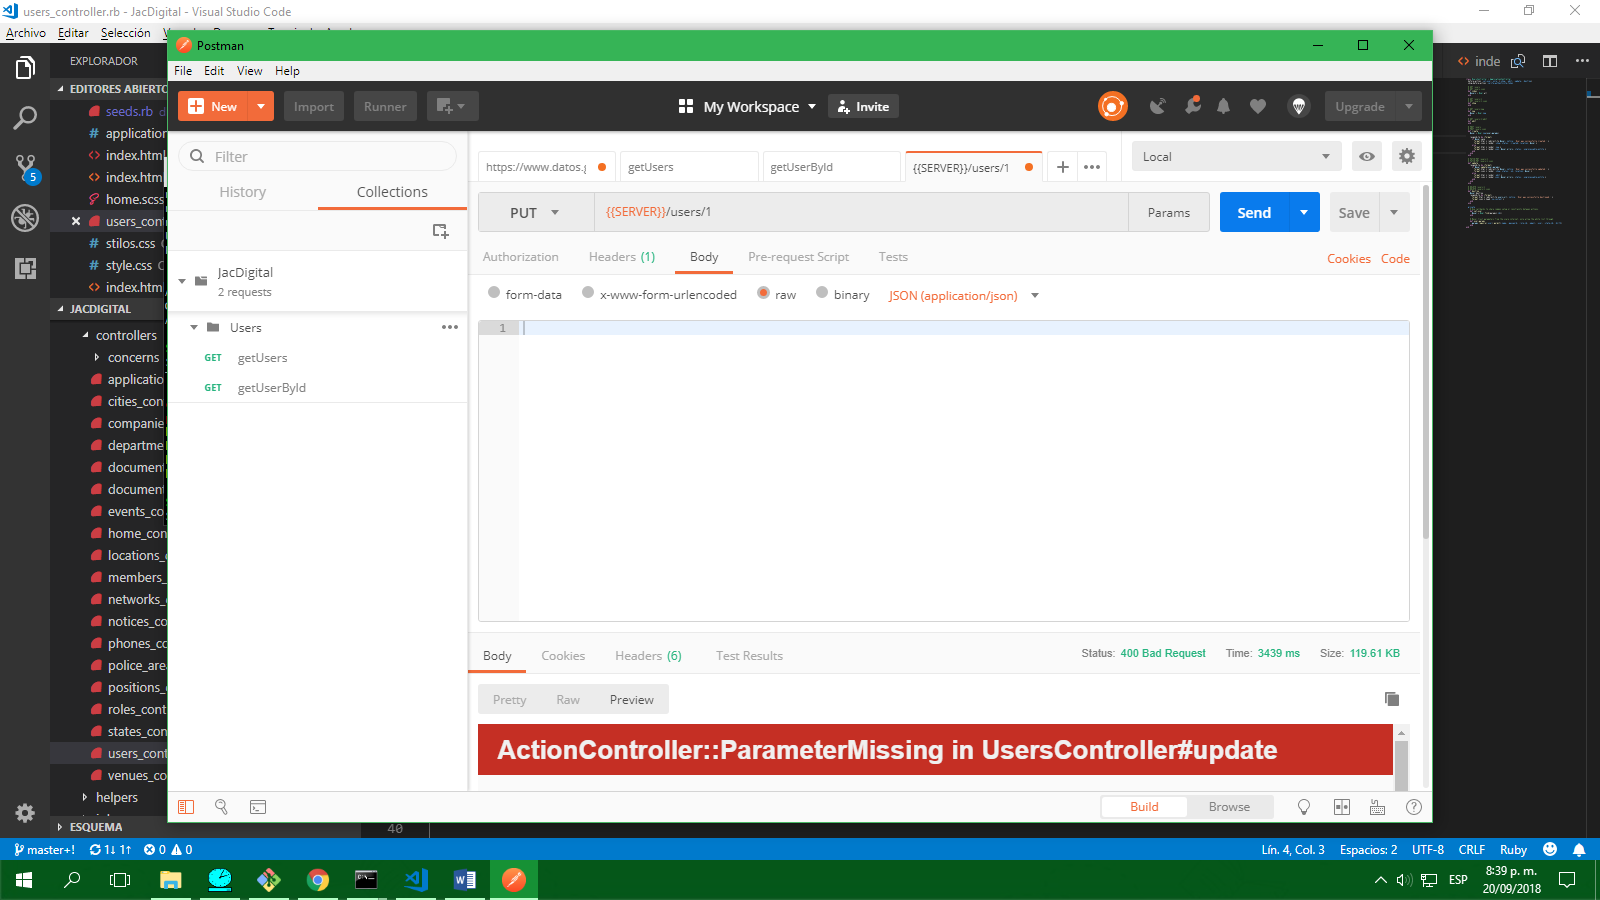 users_controller.rb - JacDigital - Visual Studio Code
Archivo Editar Selección
Postman
File Edit View Help
EXPLORADOR
EDITORES ABIERTO
seeds.rb d
application
index.html
index.html
home.scss
users_cont
stilos.css
style.css
index.html
JACDIGITAL
controllers
concerns
application
cities_con
companie
departme
document
document
events_co
home_con
locations_
members_
networks_
notices_co
phones_co
police_area
positions_
roles_cont
states_con
users_cont
venues_co
helpers
ESQUEMA
5
New
Import
Runner
My Workspace
Invite
Upgrade
inde
Filter
History
Collections
JacDigital
2 requests
Users
GET getUsers
GET getUserById
https://www.datos.g
getUsers
getUserById
{{SERVER}}/users/1
Local
PUT
{{SERVER}}/users/1
Params
Send
Save
Authorization
Headers (1)
Body
Pre-request Script
Tests
Cookies Code
form-data
x-www-form-urlencoded
raw
binary
JSON (application/json)
1
Body
Cookies
Headers (6)
Test Results
Status: 400 Bad Request
Time: 3439 ms
Size: 119.61 KB
Pretty
Raw
Preview
ActionController::ParameterMissing in UsersController#update
Build
Browse
40
master+!
1↓ 1↑
0
0
Lín. 4, Col. 3
Espacios: 2
UTF-8
CRLF
Ruby
ESP
8:39 p. m.
20/09/2018